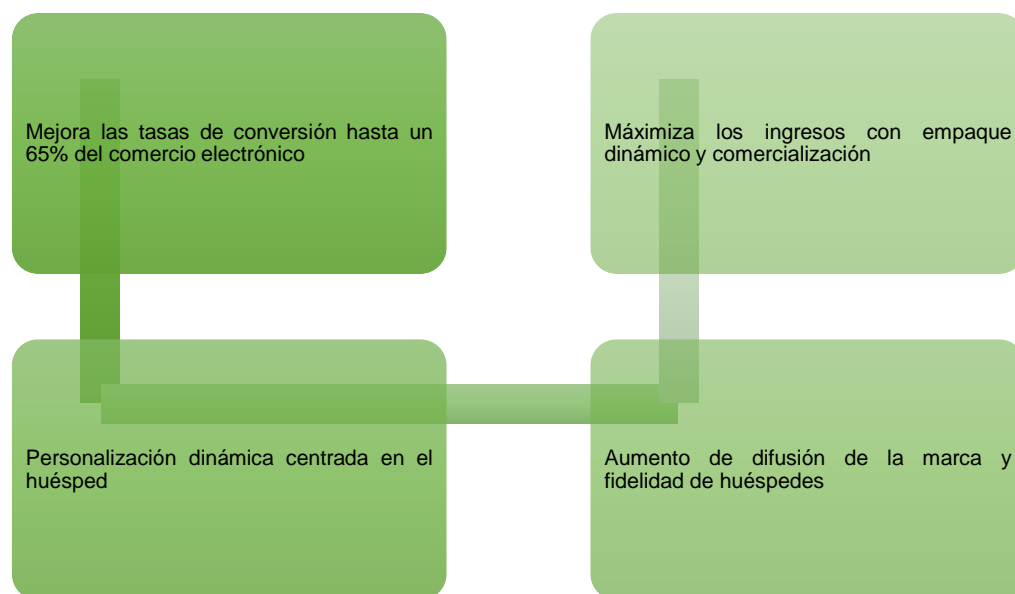 Mejora las tasas de conversión hasta un
65% del comercio electrónico
Personalización dinámica centrada en el
huésped
Aumento de difusión de la marca y
fidelidad de huéspedes
Máximiza los ingresos con empaque
dinámico y comercialización